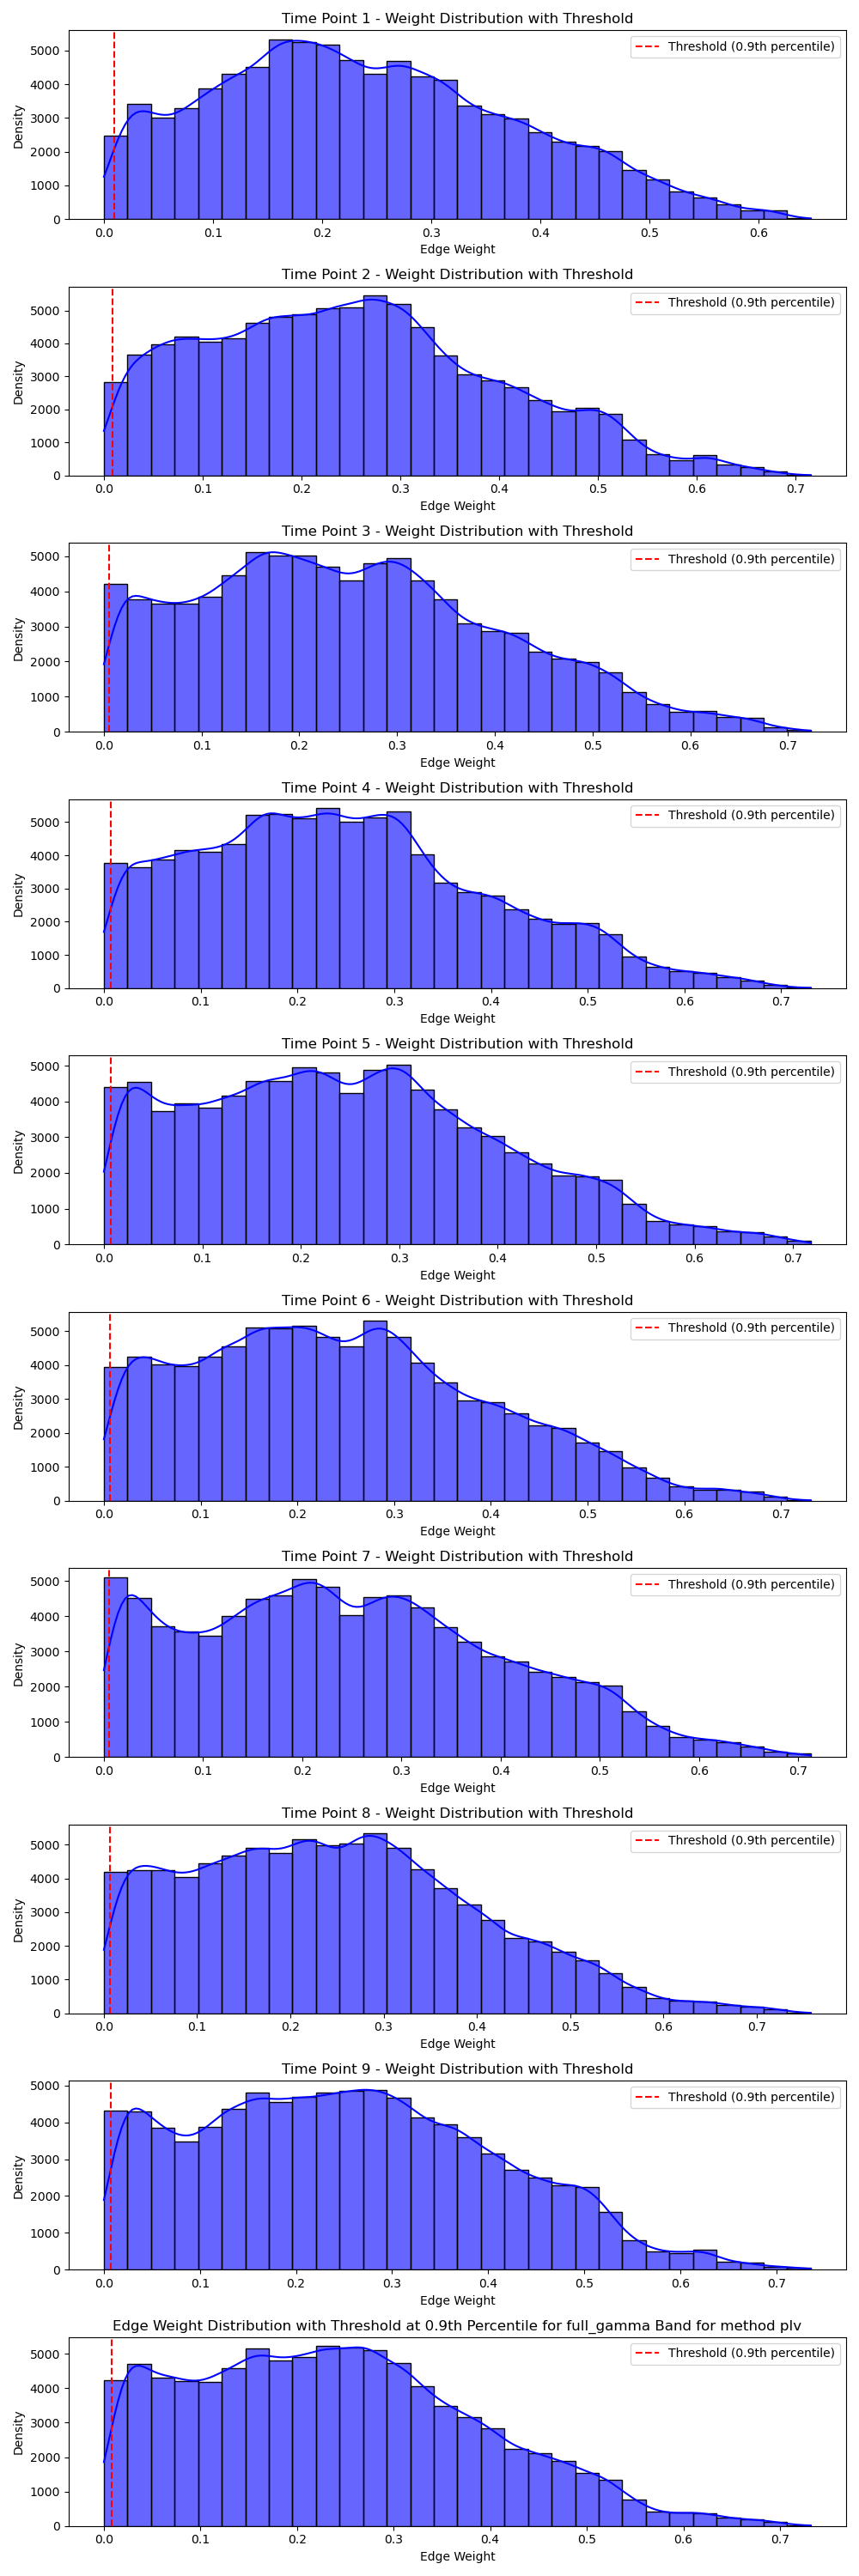 Time Point 1 - Weight Distribution with Threshold
Threshold (0.9th percentile)
Density
5000
4000
3000
2000
1000
0
0.0 0.1 0.2 0.3 0.4 0.5 0.6
Edge Weight
Time Point 2 - Weight Distribution with Threshold
Threshold (0.9th percentile)
Density
5000
4000
3000
2000
1000
0
0.0 0.1 0.2 0.3 0.4 0.5 0.6 0.7
Edge Weight
Time Point 3 - Weight Distribution with Threshold
Threshold (0.9th percentile)
Density
5000
4000
3000
2000
1000
0
0.0 0.1 0.2 0.3 0.4 0.5 0.6 0.7
Edge Weight
Time Point 4 - Weight Distribution with Threshold
Threshold (0.9th percentile)
Density
5000
4000
3000
2000
1000
0
0.0 0.1 0.2 0.3 0.4 0.5 0.6 0.7
Edge Weight
Time Point 5 - Weight Distribution with Threshold
Threshold (0.9th percentile)
Density
5000
4000
3000
2000
1000
0
0.0 0.1 0.2 0.3 0.4 0.5 0.6 0.7
Edge Weight
Time Point 6 - Weight Distribution with Threshold
Threshold (0.9th percentile)
Density
5000
4000
3000
2000
1000
0
0.0 0.1 0.2 0.3 0.4 0.5 0.6 0.7
Edge Weight
Time Point 7 - Weight Distribution with Threshold
Threshold (0.9th percentile)
Density
5000
4000
3000
2000
1000
0
0.0 0.1 0.2 0.3 0.4 0.5 0.6 0.7
Edge Weight
Time Point 8 - Weight Distribution with Threshold
Threshold (0.9th percentile)
Density
5000
4000
3000
2000
1000
0
0.0 0.1 0.2 0.3 0.4 0.5 0.6 0.7
Edge Weight
Time Point 9 - Weight Distribution with Threshold
Threshold (0.9th percentile)
Density
5000
4000
3000
2000
1000
0
0.0 0.1 0.2 0.3 0.4 0.5 0.6 0.7
Edge Weight
Edge Weight Distribution with Threshold at 0.9th Percentile for full_gamma Band for method plv
Threshold (0.9th percentile)
Density
5000
4000
3000
2000
1000
0
0.0 0.1 0.2 0.3 0.4 0.5 0.6 0.7
Edge Weight